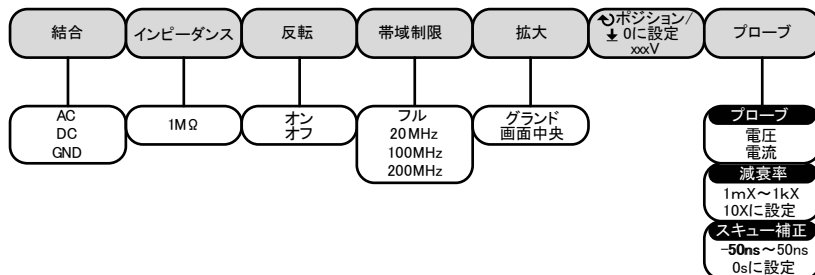 結合
インピーダンス
反転
帯域制限
拡大
ポジション/
0に設定
xxxV
プローブ
AC
DC
GND
1MΩ
オン
オフ
フル
20MHz
100MHz
200MHz
グランド
画面中央
プローブ
電圧
電流
減衰率
1mX～1kX
10Xに設定
スキュー補正
-50ns～50ns
0sに設定